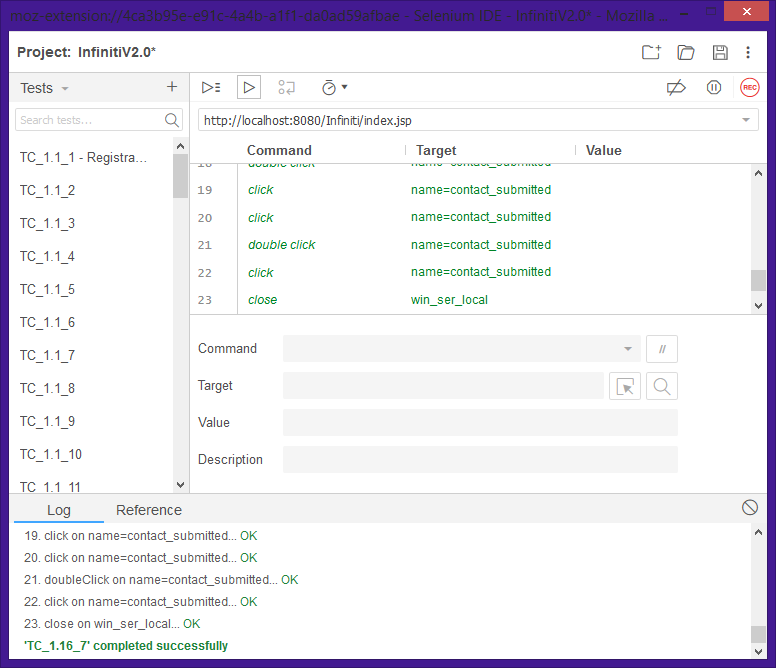 moz-extension://4ca3b95e-e91c-4a4b-a1f1-da0ad59afbae - Selenium IDE - InfinitiV2.0* - Mozilla ...
Project: InfinitiV2.0*
Tests
Search tests...
TC_1.1_1 - Registra...
TC_1.1_2
TC_1.1_3
TC_1.1_4
TC_1.1_5
TC_1.1_6
TC_1.1_7
TC_1.1_8
TC_1.1_9
TC_1.1_10
TC_1.1_11
REC
http://localhost:8080/Infiniti/index.jsp
Command Target Value
18 double click name=contact_submitted
19 click name=contact_submitted
20 click name=contact_submitted
21 double click name=contact_submitted
22 click name=contact_submitted
23 close win_ser_local
Command //
Target
Value
Description
Log Reference
19. click on name=contact_submitted... OK
20. click on name=contact_submitted... OK
21. doubleClick on name=contact_submitted... OK
22. click on name=contact_submitted... OK
23. close on win_ser_local... OK
'TC_1.16_7' completed successfully